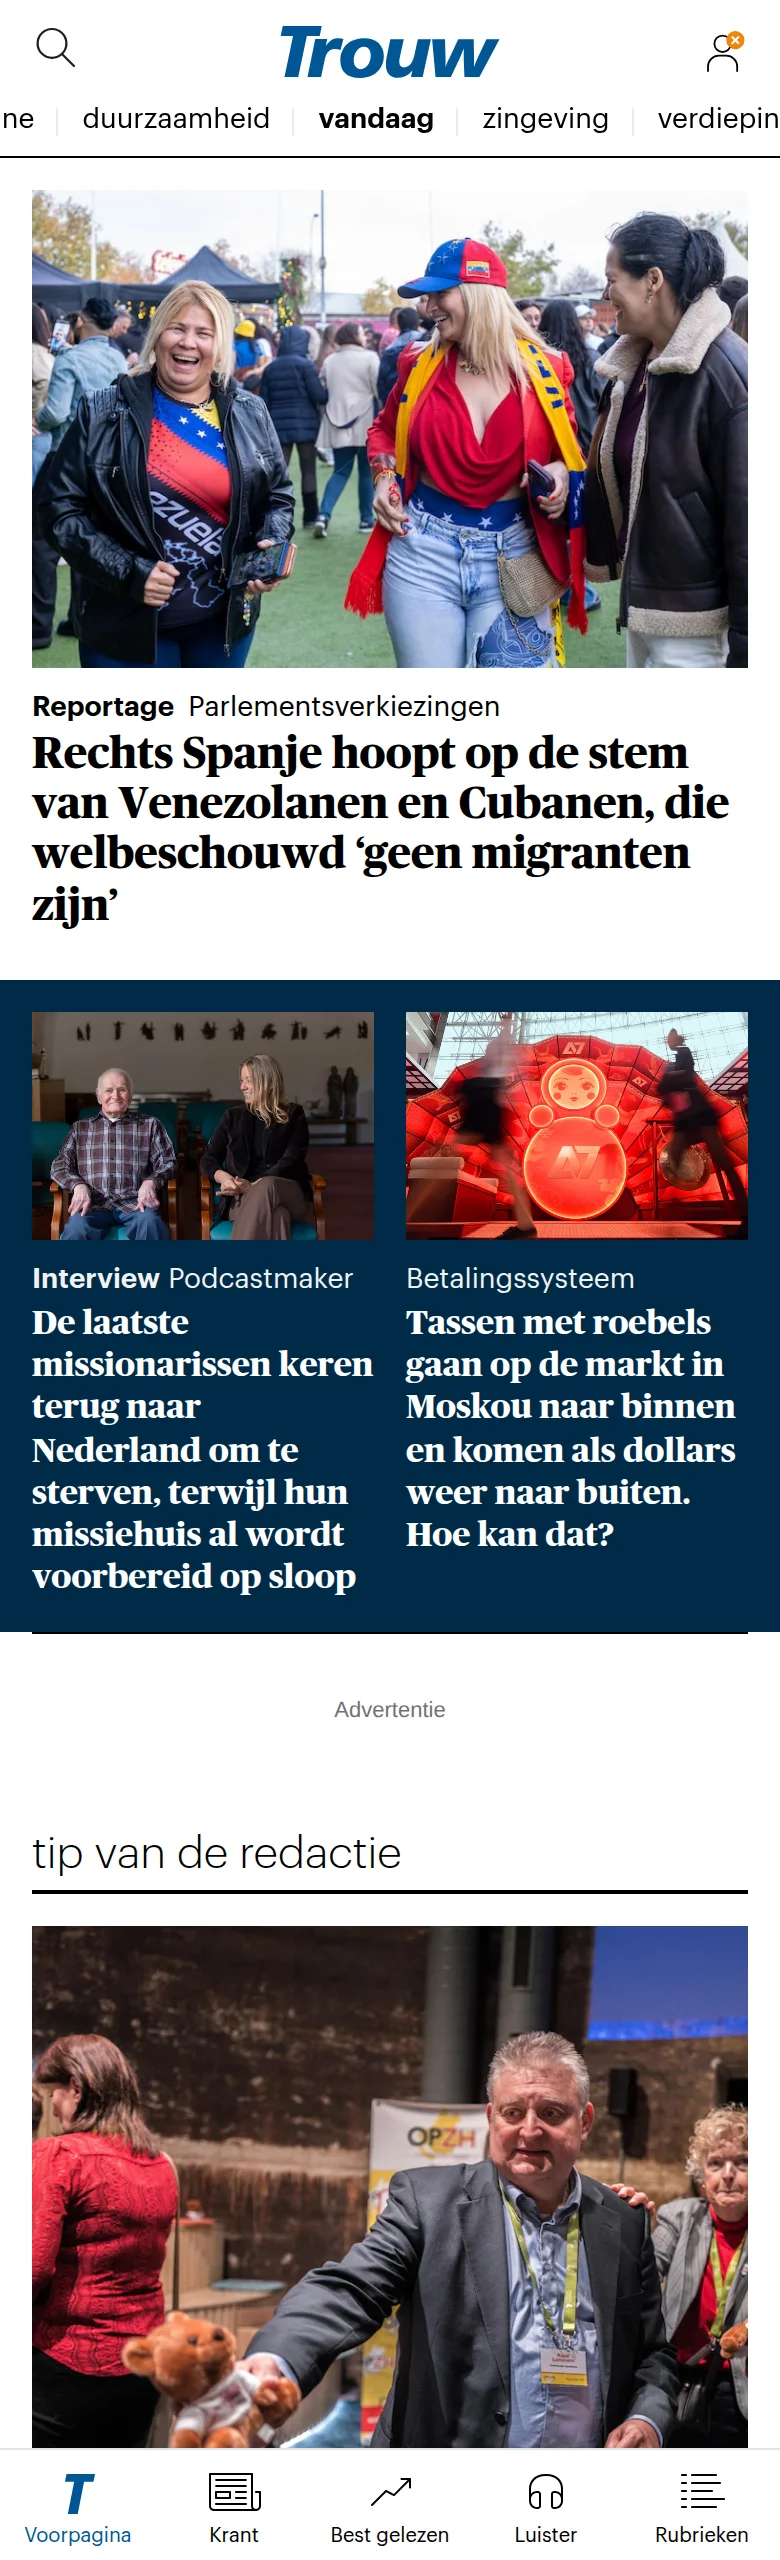 Trouw
ne
duurzaamheid
vandaag
zingeving
verdiepin
zuela
Reportage Parlementsverkiezingen
Rechts Spanje hoopt op de stem
van Venezolanen en Cubanen, die
welbeschouwd ‘geen migranten
zijn’
A7
A7
Interview Podcastmaker
De laatste
missionarissen keren
terug naar
Nederland om te
sterven, terwijl hun
missiehuis al wordt
voorbereid op sloop
Betalingssysteem
Tassen met roebels
gaan op de markt in
Moskou naar binnen
en komen als dollars
weer naar buiten.
Hoe kan dat?
Advertentie
tip van de redactie
OPZH
T
Voorpagina
Krant
Best gelezen
Luister
Rubrieken